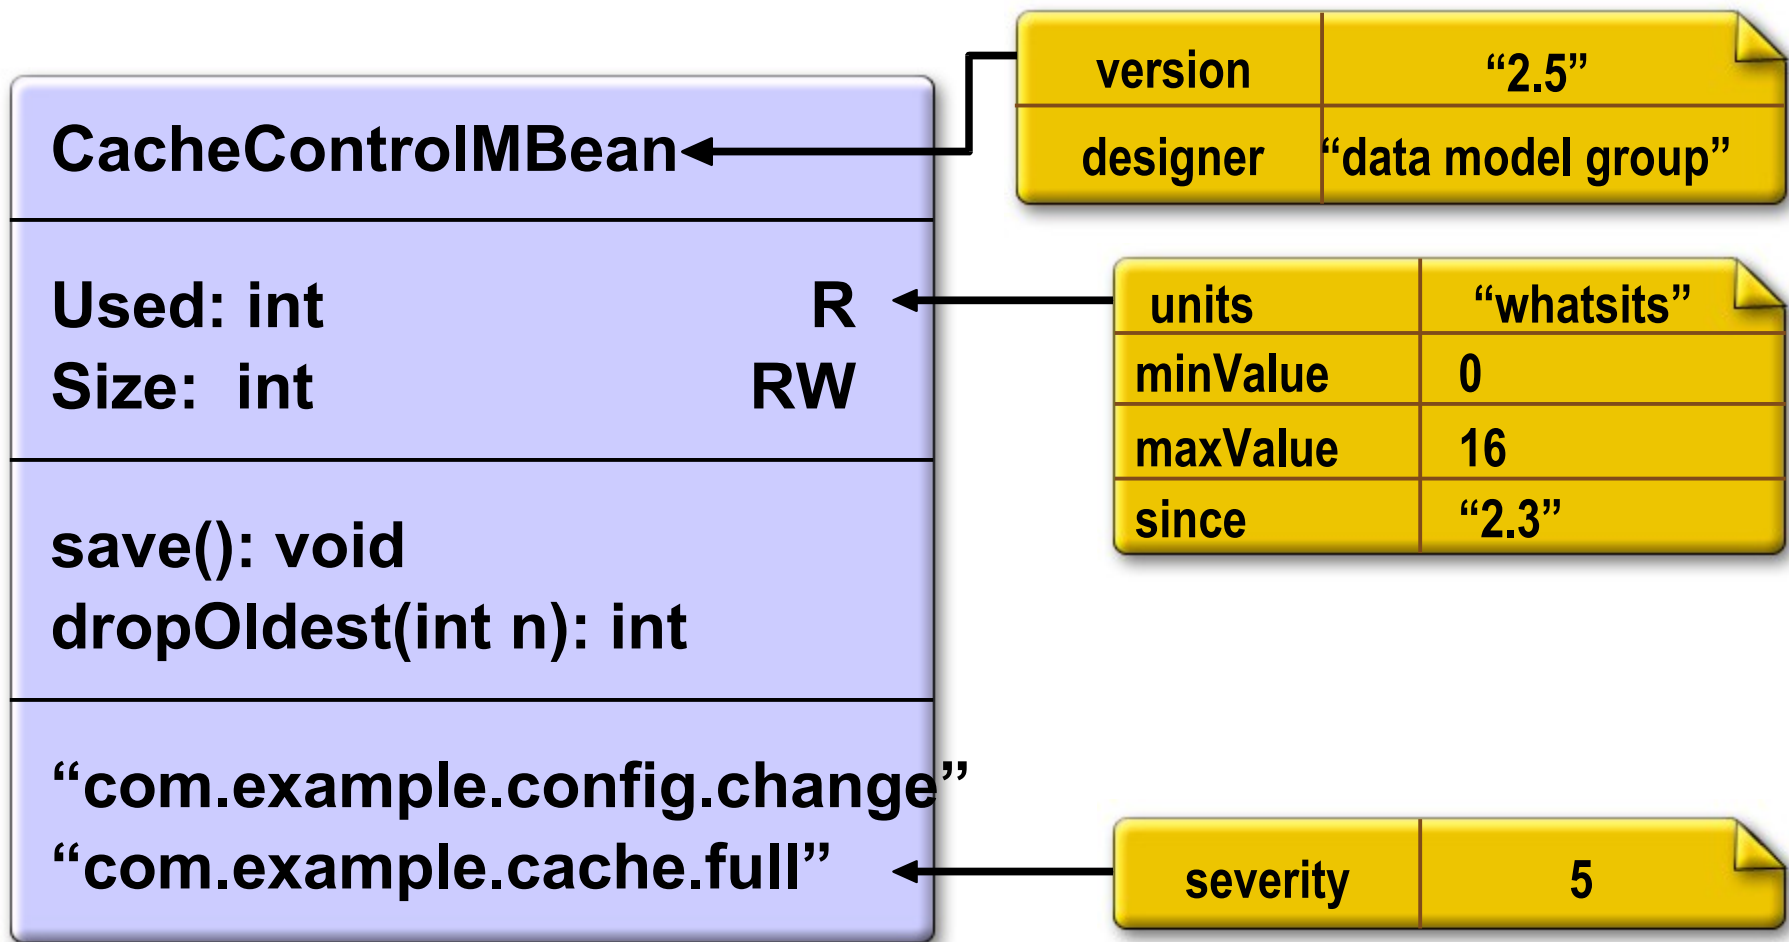 CacheControlMBean
Used: int R
Size: int RW
save(): void
dropOldest(int n): int
“com.example.config.change”
“com.example.cache.full”
version “2.5”
designer “data model group”
units “whatsits”
minValue 0
maxValue 16
since “2.3”
severity 5